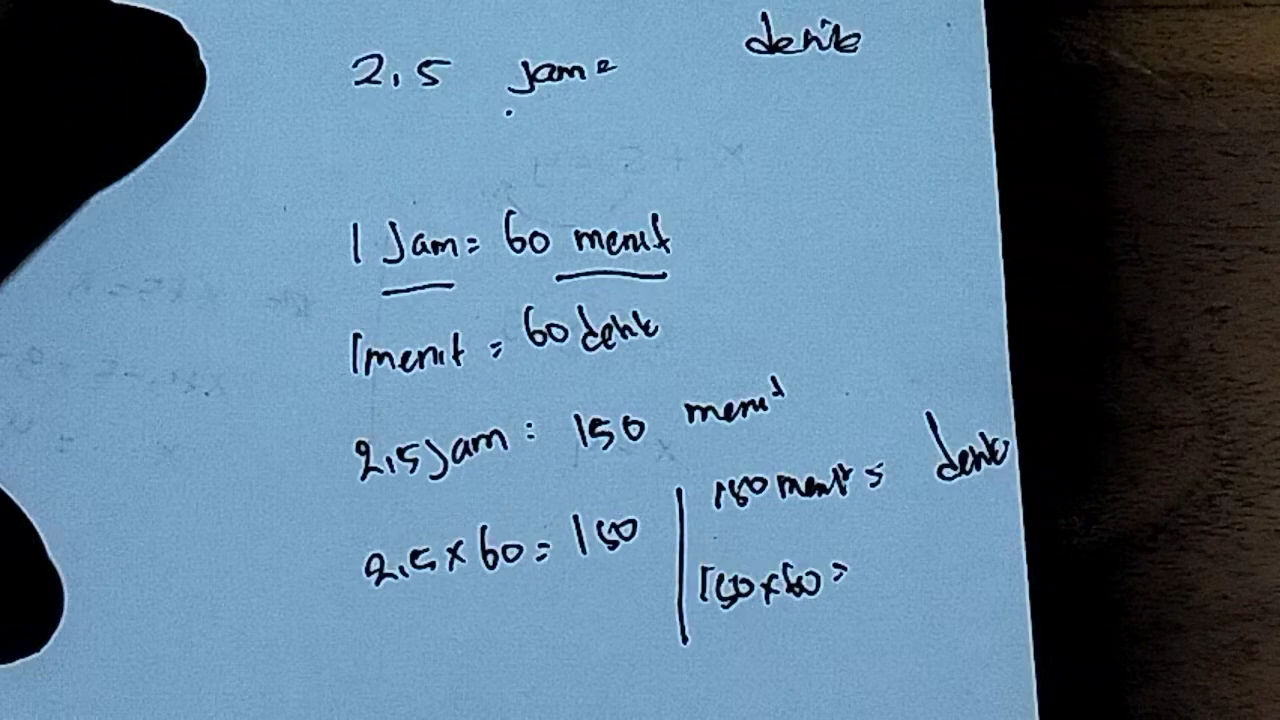 2,5 jam = detik
1 Jam = 60 menit
1 menit = 60 detik
2,5 jam = 150 menit
150 menit = detik
2,5 x 60 = 150
150 x 60 =